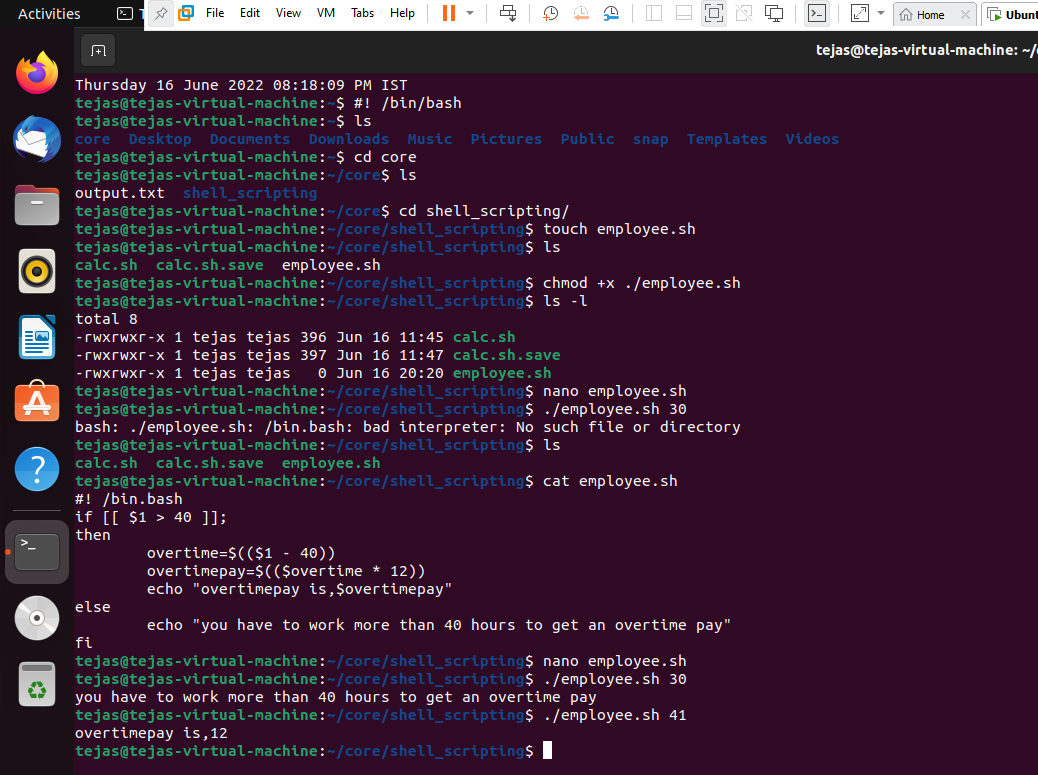 Activities
File Edit View VM Tabs Help
Home
Ubun
tejas@tejas-virtual-machine: ~/
Thursday 16 June 2022 08:18:09 PM IST
tejas@tejas-virtual-machine:~$ #! /bin/bash
tejas@tejas-virtual-machine:~$ ls
core  Desktop  Documents  Downloads  Music  Pictures  Public  snap  Templates  Videos
tejas@tejas-virtual-machine:~$ cd core
tejas@tejas-virtual-machine:~/core$ ls
output.txt  shell_scripting
tejas@tejas-virtual-machine:~/core$ cd shell_scripting/
tejas@tejas-virtual-machine:~/core/shell_scripting$ touch employee.sh
tejas@tejas-virtual-machine:~/core/shell_scripting$ ls
calc.sh  calc.sh.save  employee.sh
tejas@tejas-virtual-machine:~/core/shell_scripting$ chmod +x ./employee.sh
tejas@tejas-virtual-machine:~/core/shell_scripting$ ls -l
total 8
-rwxrwxr-x 1 tejas tejas 396 Jun 16 11:45 calc.sh
-rwxrwxr-x 1 tejas tejas 397 Jun 16 11:47 calc.sh.save
-rwxrwxr-x 1 tejas tejas   0 Jun 16 20:20 employee.sh
tejas@tejas-virtual-machine:~/core/shell_scripting$ nano employee.sh
tejas@tejas-virtual-machine:~/core/shell_scripting$ ./employee.sh 30
bash: ./employee.sh: /bin.bash: bad interpreter: No such file or directory
tejas@tejas-virtual-machine:~/core/shell_scripting$ ls
calc.sh  calc.sh.save  employee.sh
tejas@tejas-virtual-machine:~/core/shell_scripting$ cat employee.sh
#! /bin.bash
if [[ $1 > 40 ]];
then
        overtime=$(($1 - 40))
        overtimepay=$(($overtime * 12))
        echo "overtimepay is,$overtimepay"
else
        echo "you have to work more than 40 hours to get an overtime pay"
fi
tejas@tejas-virtual-machine:~/core/shell_scripting$ nano employee.sh
tejas@tejas-virtual-machine:~/core/shell_scripting$ ./employee.sh 30
you have to work more than 40 hours to get an overtime pay
tejas@tejas-virtual-machine:~/core/shell_scripting$ ./employee.sh 41
overtimepay is,12
tejas@tejas-virtual-machine:~/core/shell_scripting$